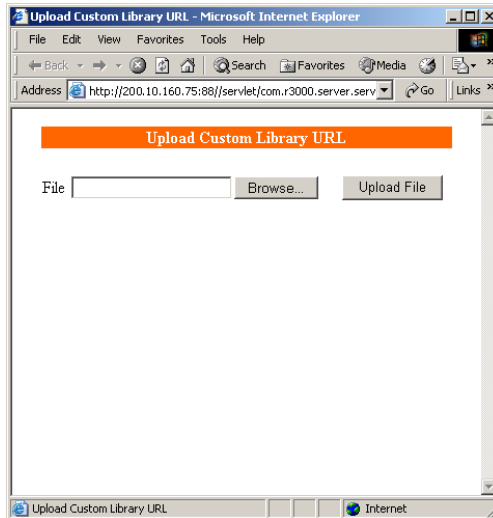 Upload Custom Library URL - Microsoft Internet Explorer
File Edit View Favorites Tools Help
Back Search Favorites Media »
Address http://200.10.160.75:88//servlet/com.r3000.server.serv Go Links »
Upload Custom Library URL
File Browse... Upload File
Upload Custom Library URL Internet